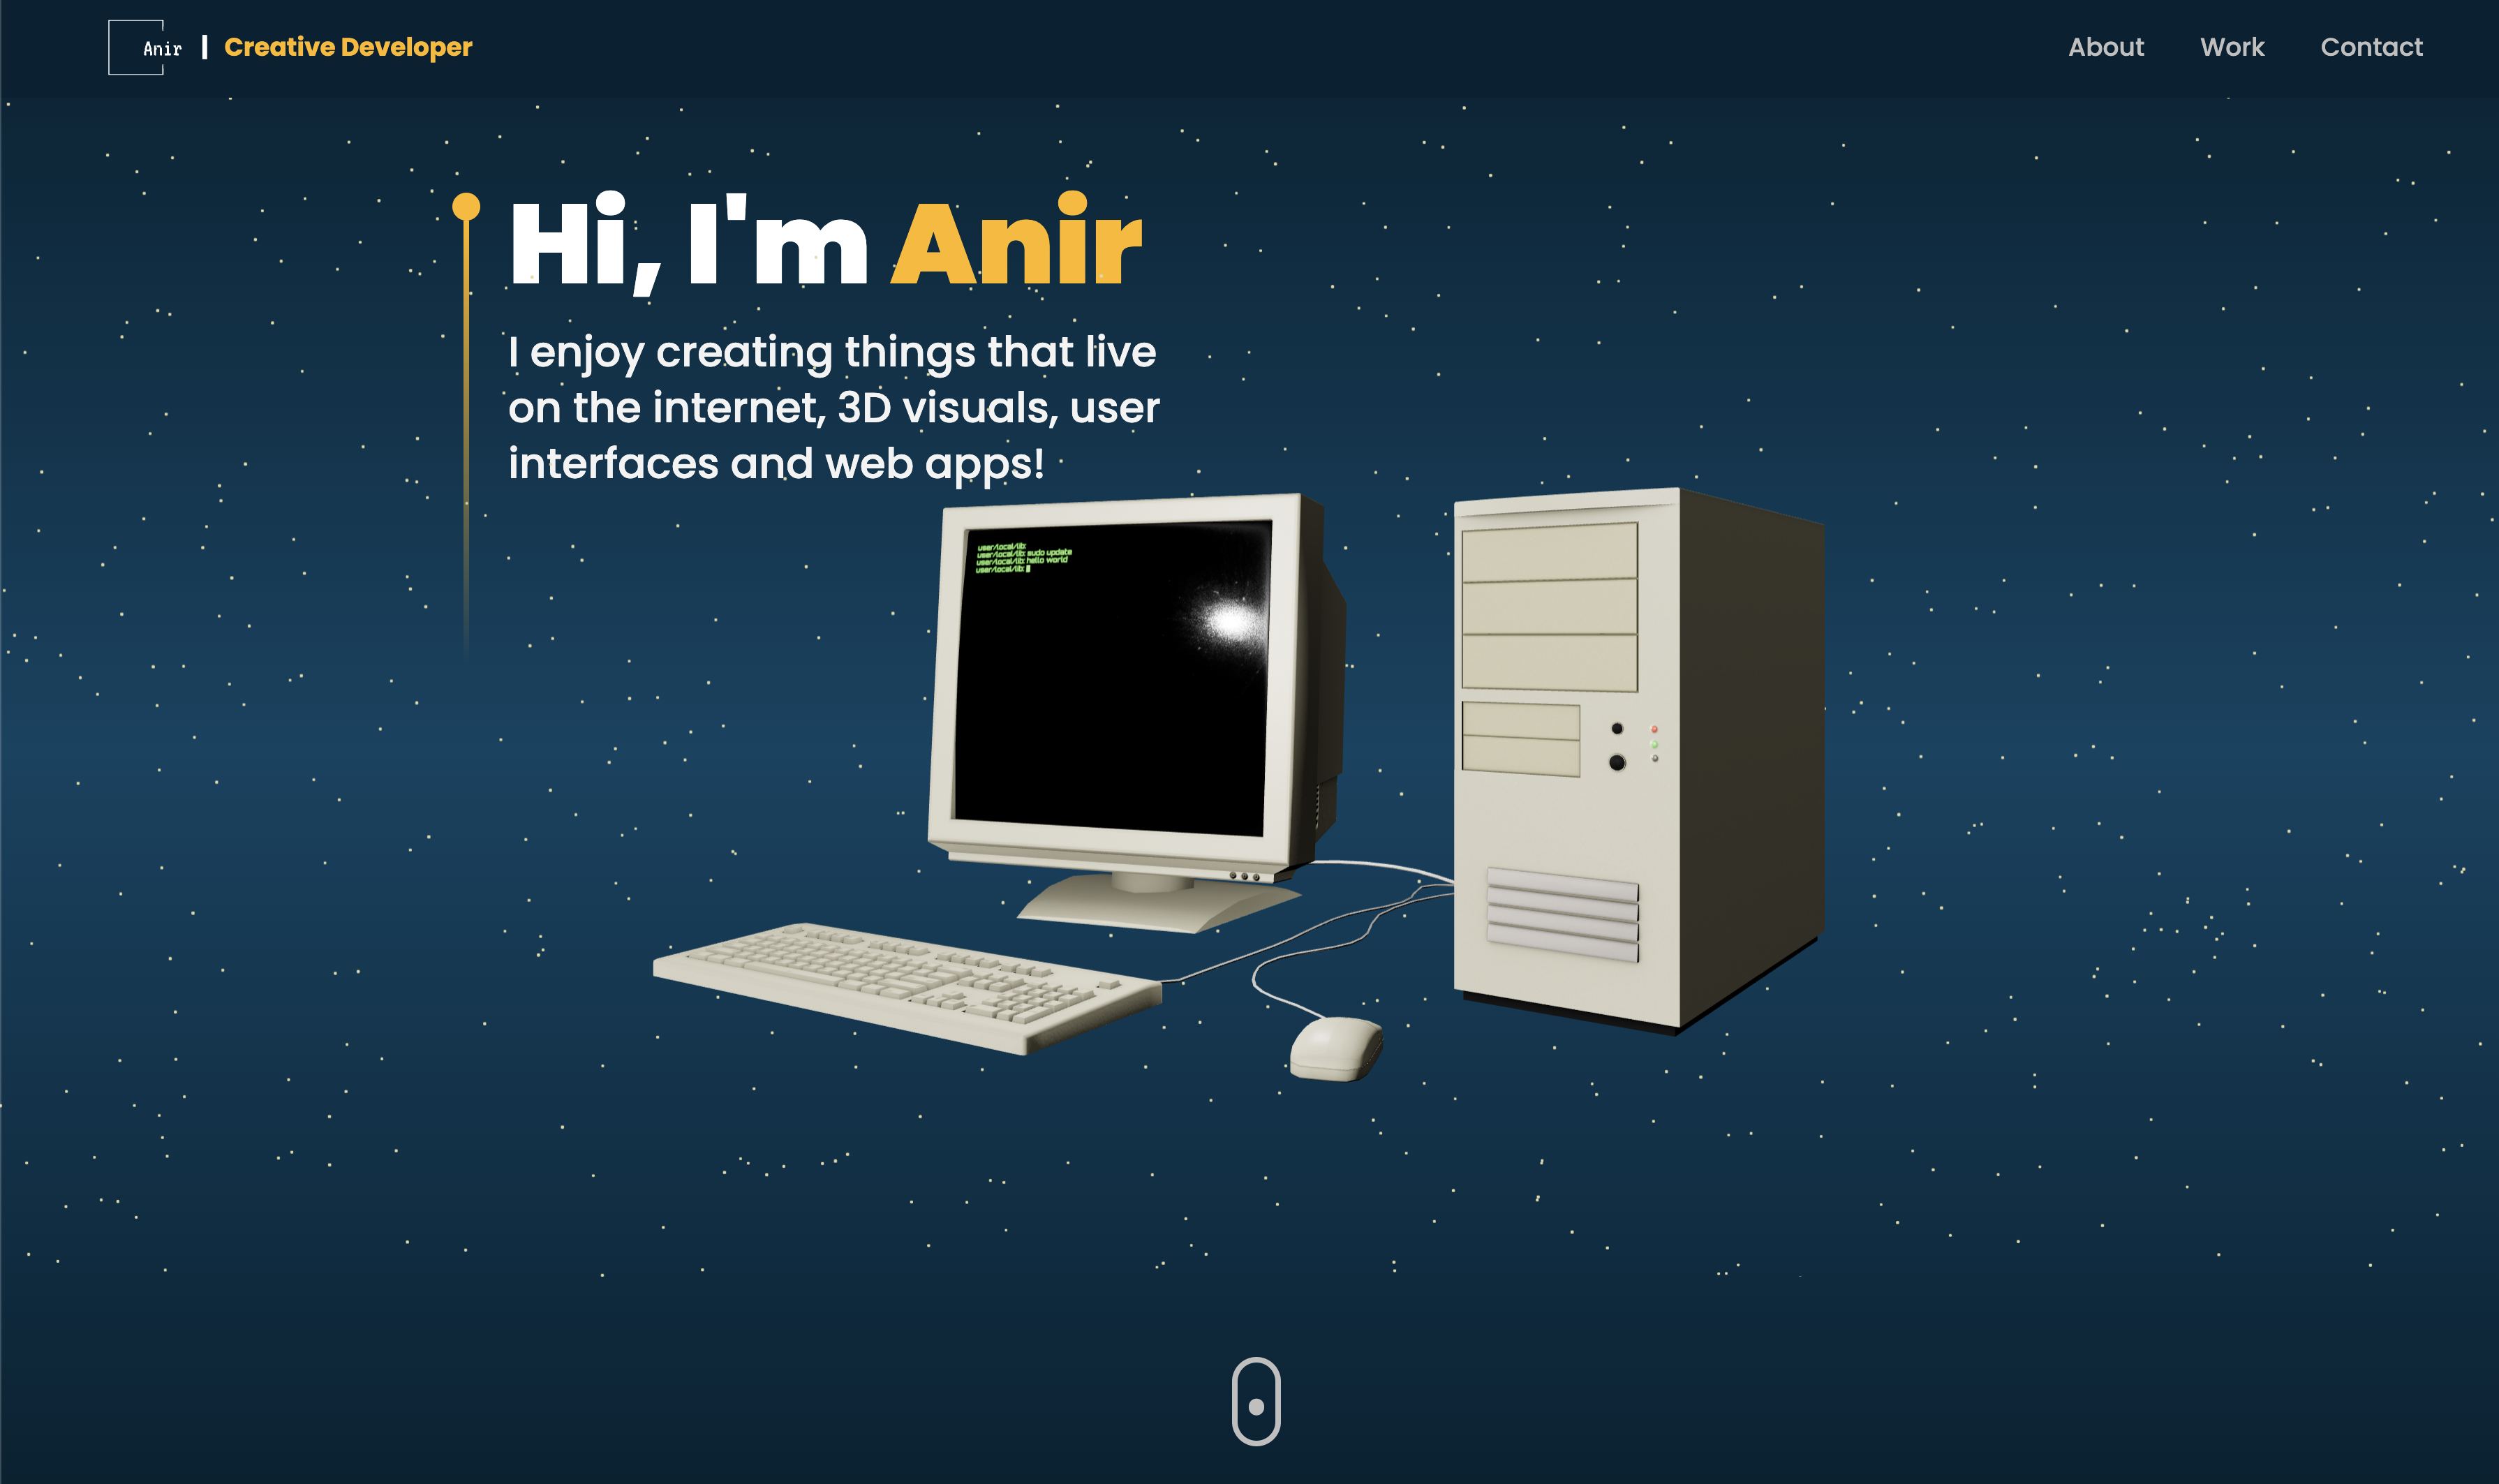 Anir | Creative Developer
About Work Contact
Hi, I'm Anir
I enjoy creating things that live
on the internet, 3D visuals, user
interfaces and web apps!
user/local/lib:
user/local/lib: sudo update
user/local/lib: hello world
user/local/lib: